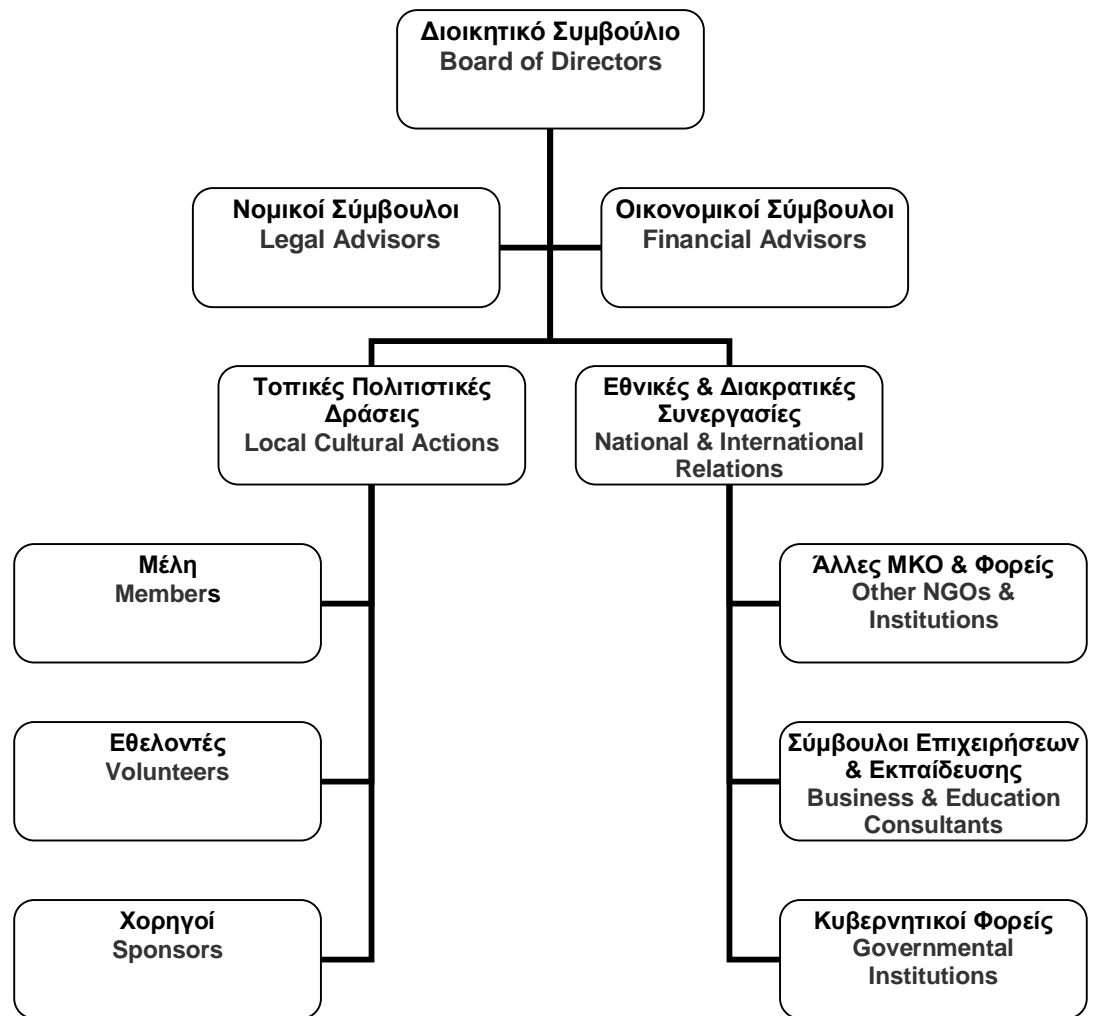 Διοικητικό Συμβούλιο
Board of Directors
Νομικοί Σύμβουλοι
Legal Advisors
Οικονομικοί Σύμβουλοι
Financial Advisors
Τοπικές Πολιτιστικές
Δράσεις
Local Cultural Actions
Εθνικές & Διακρατικές
Συνεργασίες
National & International
Relations
Μέλη
Members
Άλλες ΜΚΟ & Φορείς
Other NGOs &
Institutions
Εθελοντές
Volunteers
Σύμβουλοι Επιχειρήσεων
& Εκπαίδευσης
Business & Education
Consultants
Χορηγοί
Sponsors
Κυβερνητικοί Φορείς
Governmental
Institutions